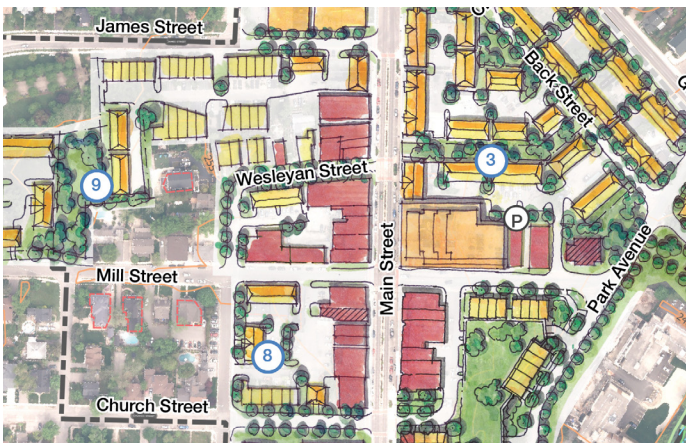 James Street
Back Street
3
9
Wesleyan Street
P
Mill Street
Main Street
Park Avenue
8
Church Street